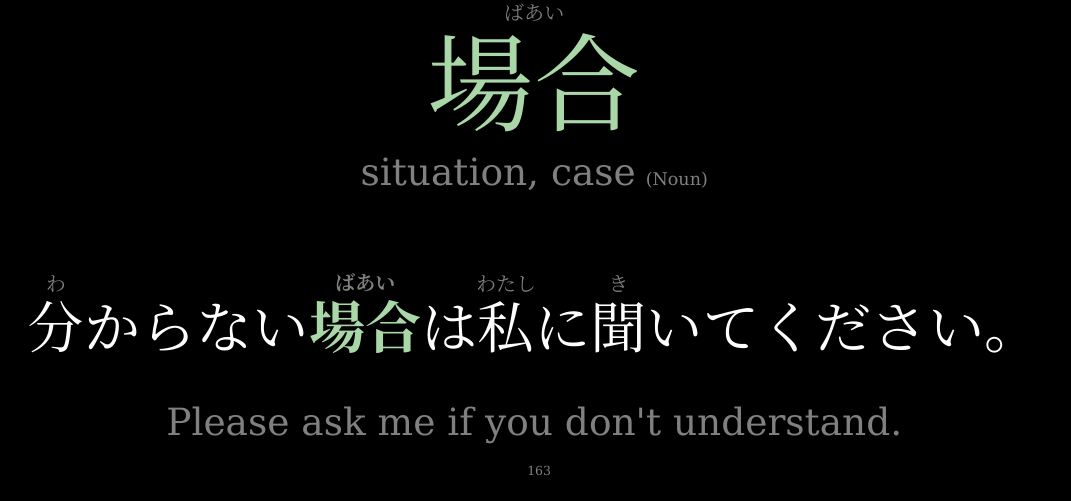 ばあい
場合
situation, case (Noun)
わ ばあい わたし き
分からない場合は私に聞いてください。
Please ask me if you don't understand.
163